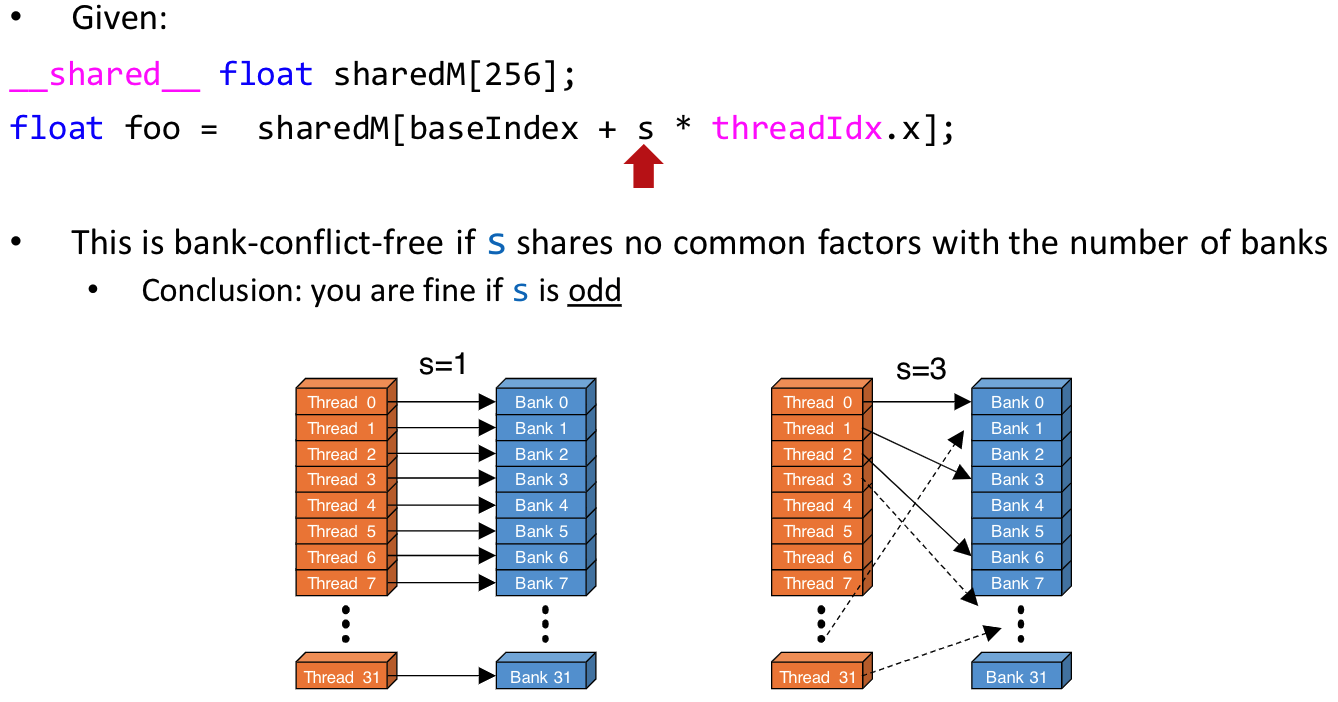 • Given:
__shared__ float sharedM[256];
float foo = sharedM[baseIndex + s * threadIdx.x];
• This is bank-conflict-free if s shares no common factors with the number of banks
• Conclusion: you are fine if s is odd
s=1
Thread 0
Thread 1
Thread 2
Thread 3
Thread 4
Thread 5
Thread 6
Thread 7
Thread 31
Bank 0
Bank 1
Bank 2
Bank 3
Bank 4
Bank 5
Bank 6
Bank 7
Bank 31
s=3
Thread 0
Thread 1
Thread 2
Thread 3
Thread 4
Thread 5
Thread 6
Thread 7
Thread 31
Bank 0
Bank 1
Bank 2
Bank 3
Bank 4
Bank 5
Bank 6
Bank 7
Bank 31